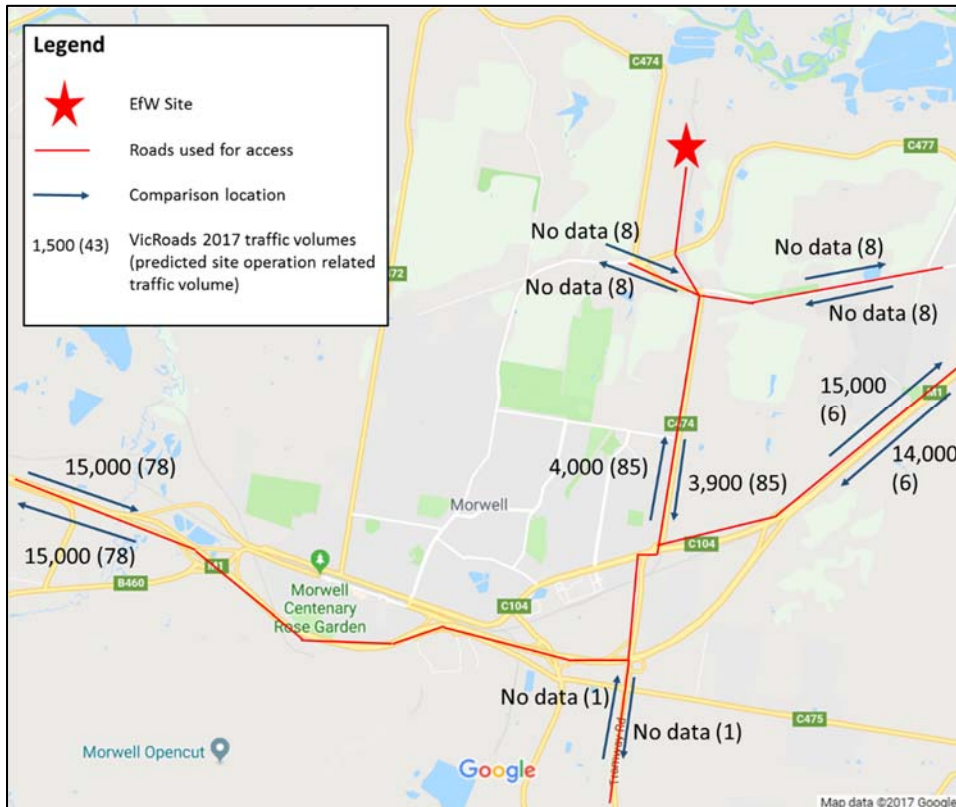 Legend
EfW Site
Roads used for access
Comparison location
1,500 (43)
VicRoads 2017 traffic volumes
(predicted site operation related
traffic volume)
C474
C477
No data (8)
No data (8)
No data (8)
No data (8)
15,000
(6)
M1
14,000
(6)
C474
4,000 (85)
3,900 (85)
15,000 (78)
15,000 (78)
Morwell
C104
M1
B460
Morwell
Centenary
Rose Garden
C104
No data (1)
No data (1)
C475
Tramway Rd
Morwell Opencut
Google
Map data ©2017 Google